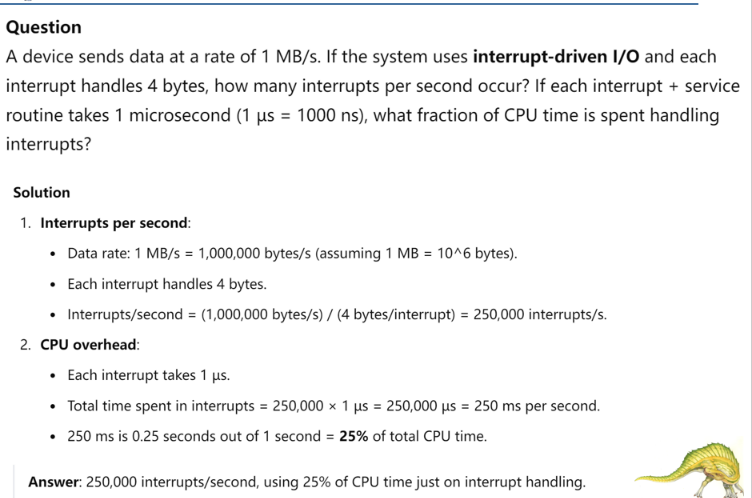 Question
A device sends data at a rate of 1 MB/s. If the system uses interrupt-driven I/O and each
interrupt handles 4 bytes, how many interrupts per second occur? If each interrupt + service
routine takes 1 microsecond (1 μs = 1000 ns), what fraction of CPU time is spent handling
interrupts?
Solution
1. Interrupts per second:
• Data rate: 1 MB/s = 1,000,000 bytes/s (assuming 1 MB = 10^6 bytes).
• Each interrupt handles 4 bytes.
• Interrupts/second = (1,000,000 bytes/s) / (4 bytes/interrupt) = 250,000 interrupts/s.
2. CPU overhead:
• Each interrupt takes 1 μs.
• Total time spent in interrupts = 250,000 × 1 μs = 250,000 μs = 250 ms per second.
• 250 ms is 0.25 seconds out of 1 second = 25% of total CPU time.
Answer: 250,000 interrupts/second, using 25% of CPU time just on interrupt handling.